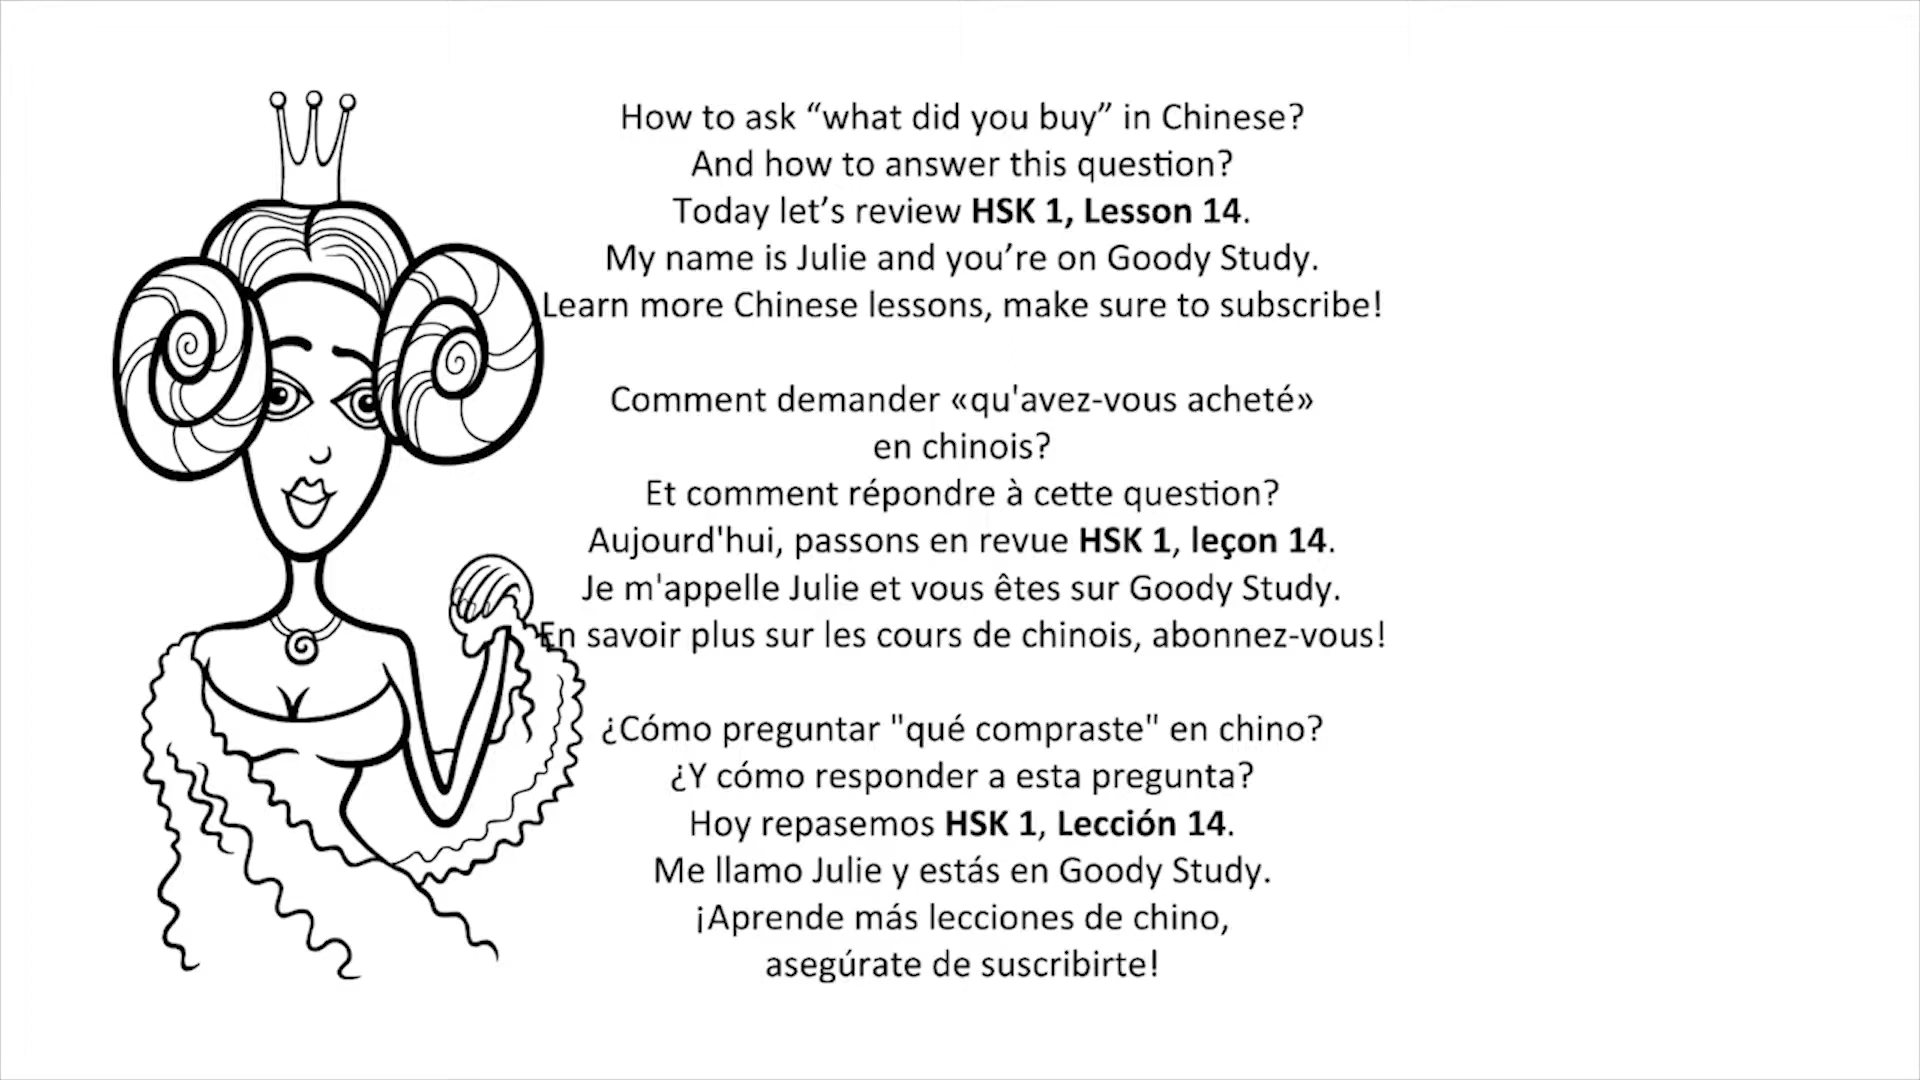 How to ask “what did you buy” in Chinese?
And how to answer this question?
Today let’s review HSK 1, Lesson 14.
My name is Julie and you’re on Goody Study.
Learn more Chinese lessons, make sure to subscribe!
Comment demander «qu'avez-vous acheté»
en chinois?
Et comment répondre à cette question?
Aujourd'hui, passons en revue HSK 1, leçon 14.
Je m'appelle Julie et vous êtes sur Goody Study.
En savoir plus sur les cours de chinois, abonnez-vous!
¿Cómo preguntar "qué compraste" en chino?
¿Y cómo responder a esta pregunta?
Hoy repasemos HSK 1, Lección 14.
Me llamo Julie y estás en Goody Study.
¡Aprende más lecciones de chino,
asegúrate de suscribirte!